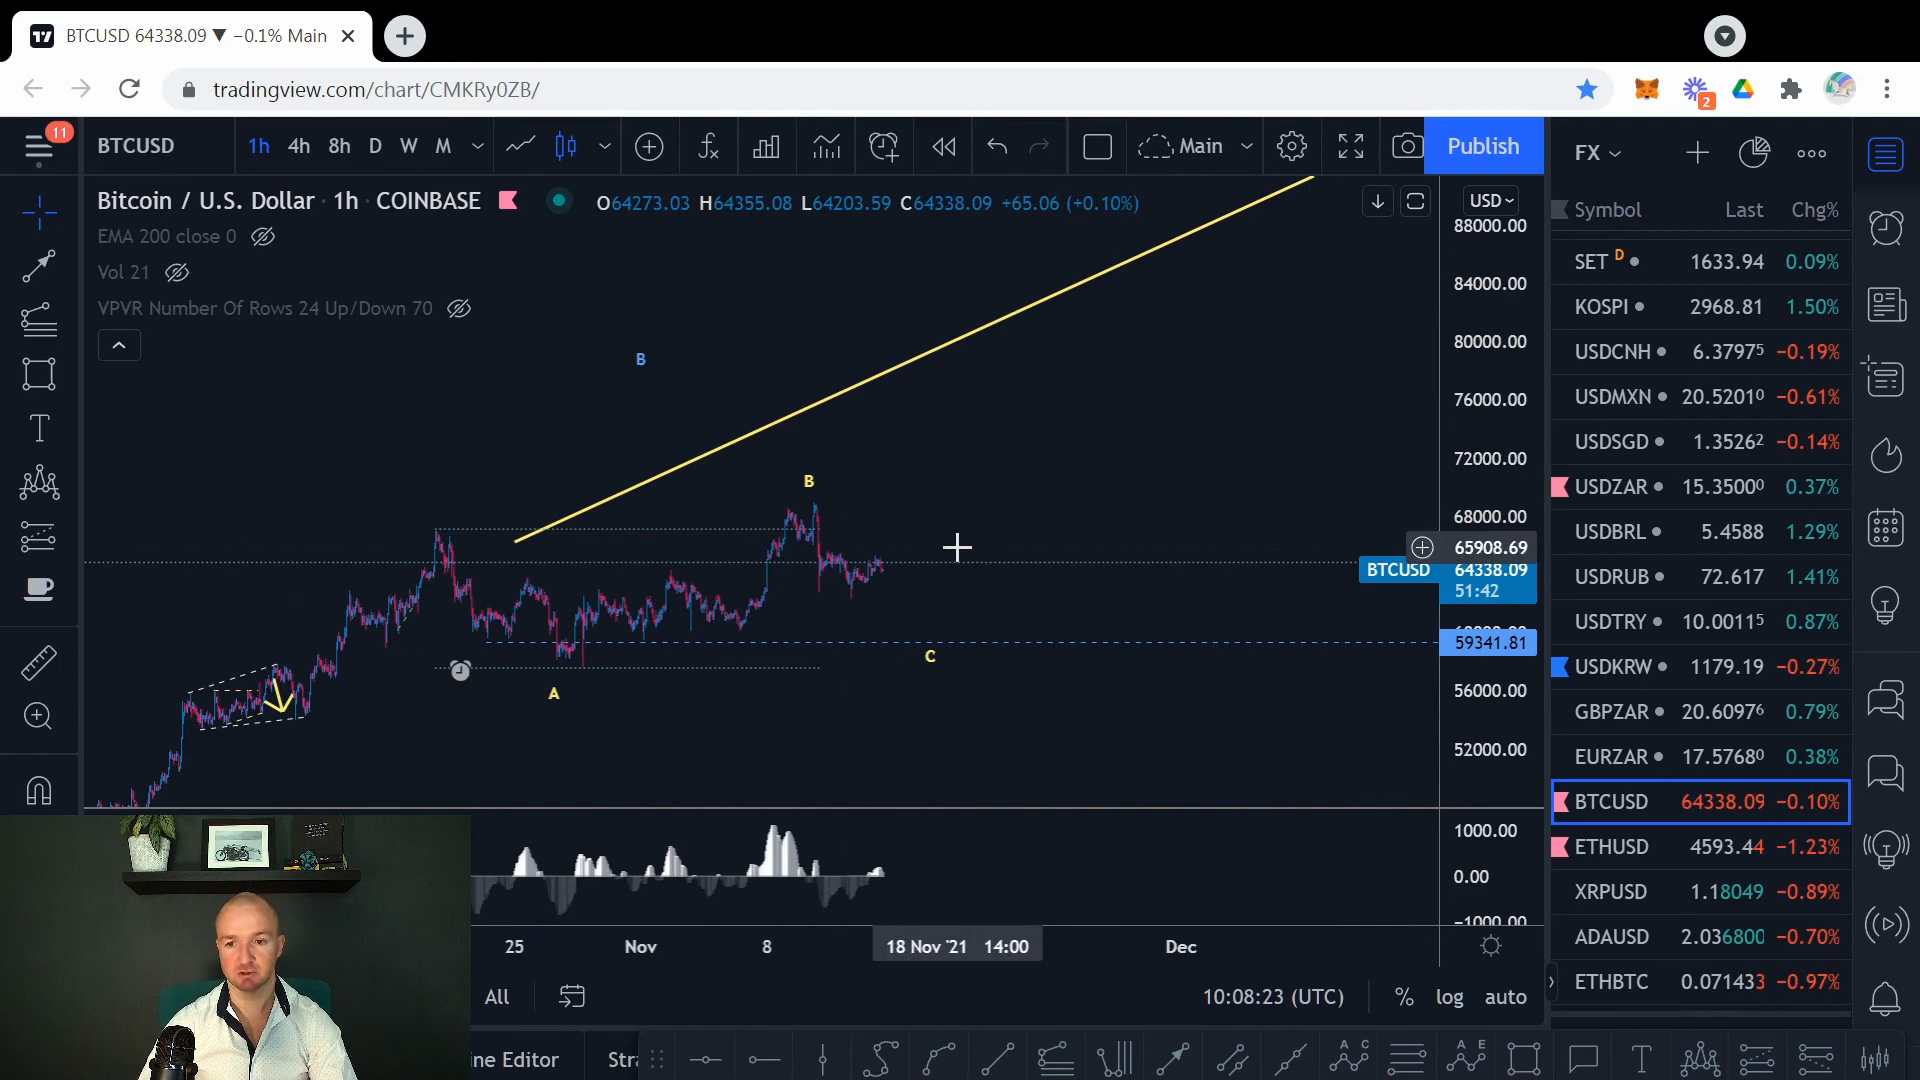 BTCUSD 64338.09 ▼ −0.1% Main
tradingview.com/chart/CMKRy0ZB/
2
11
BTCUSD 1h 4h 8h D W M Main Publish FX
Bitcoin / U.S. Dollar · 1h · COINBASE O64273.03 H64355.08 L64203.59 C64338.09 +65.06 (+0.10%) USD
EMA 200 close 0
Vol 21
VPVR Number Of Rows 24 Up/Down 70
88000.00
84000.00
80000.00
76000.00
72000.00
68000.00
65908.69
BTCUSD 64338.09
51:42
59341.81
56000.00
52000.00
B
B
C
A
1000.00
0.00
−1000.00
25 Nov 8 18 Nov '21 14:00 Dec
All 10:08:23 (UTC) % log auto
ine Editor Stra
Symbol Last Chg%
SET D 1633.94 0.09%
KOSPI 2968.81 1.50%
USDCNH 6.37975 −0.19%
USDMXN 20.52010 −0.61%
USDSGD 1.35262 −0.14%
USDZAR 15.35000 0.37%
USDBRL 5.4588 1.29%
USDRUB 72.617 1.41%
USDTRY 10.00115 0.87%
USDKRW 1179.19 −0.27%
GBPZAR 20.60976 0.79%
EURZAR 17.57680 0.38%
BTCUSD 64338.09 −0.10%
ETHUSD 4593.44 −1.23%
XRPUSD 1.18049 −0.89%
ADAUSD 2.036800 −0.70%
ETHBTC 0.071433 −0.97%